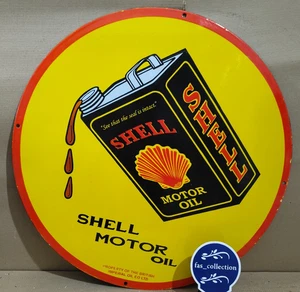 "See that the seal is intact."
SHELL
MOTOR
OIL
SHELL
SHELL
MOTOR
OIL
fas_collection